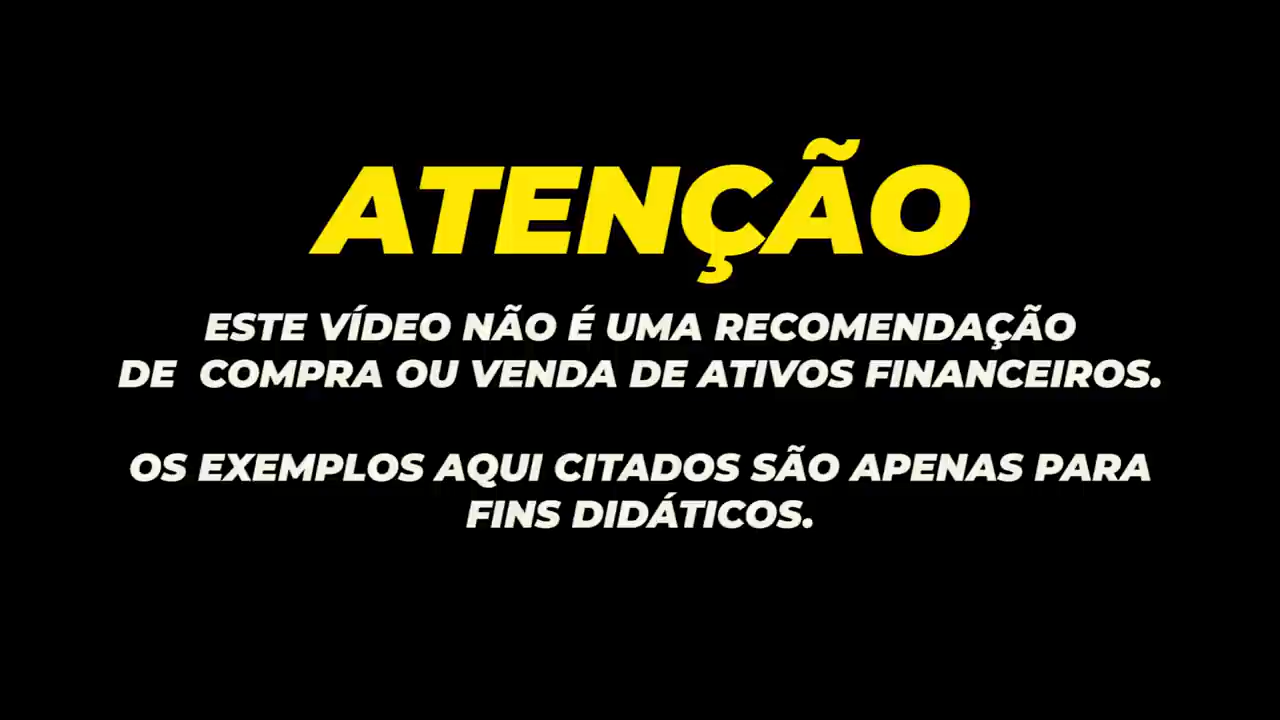 ATENÇÃO
ESTE VÍDEO NÃO É UMA RECOMENDAÇÃO
DE  COMPRA OU VENDA DE ATIVOS FINANCEIROS.
OS EXEMPLOS AQUI CITADOS SÃO APENAS PARA
FINS DIDÁTICOS.